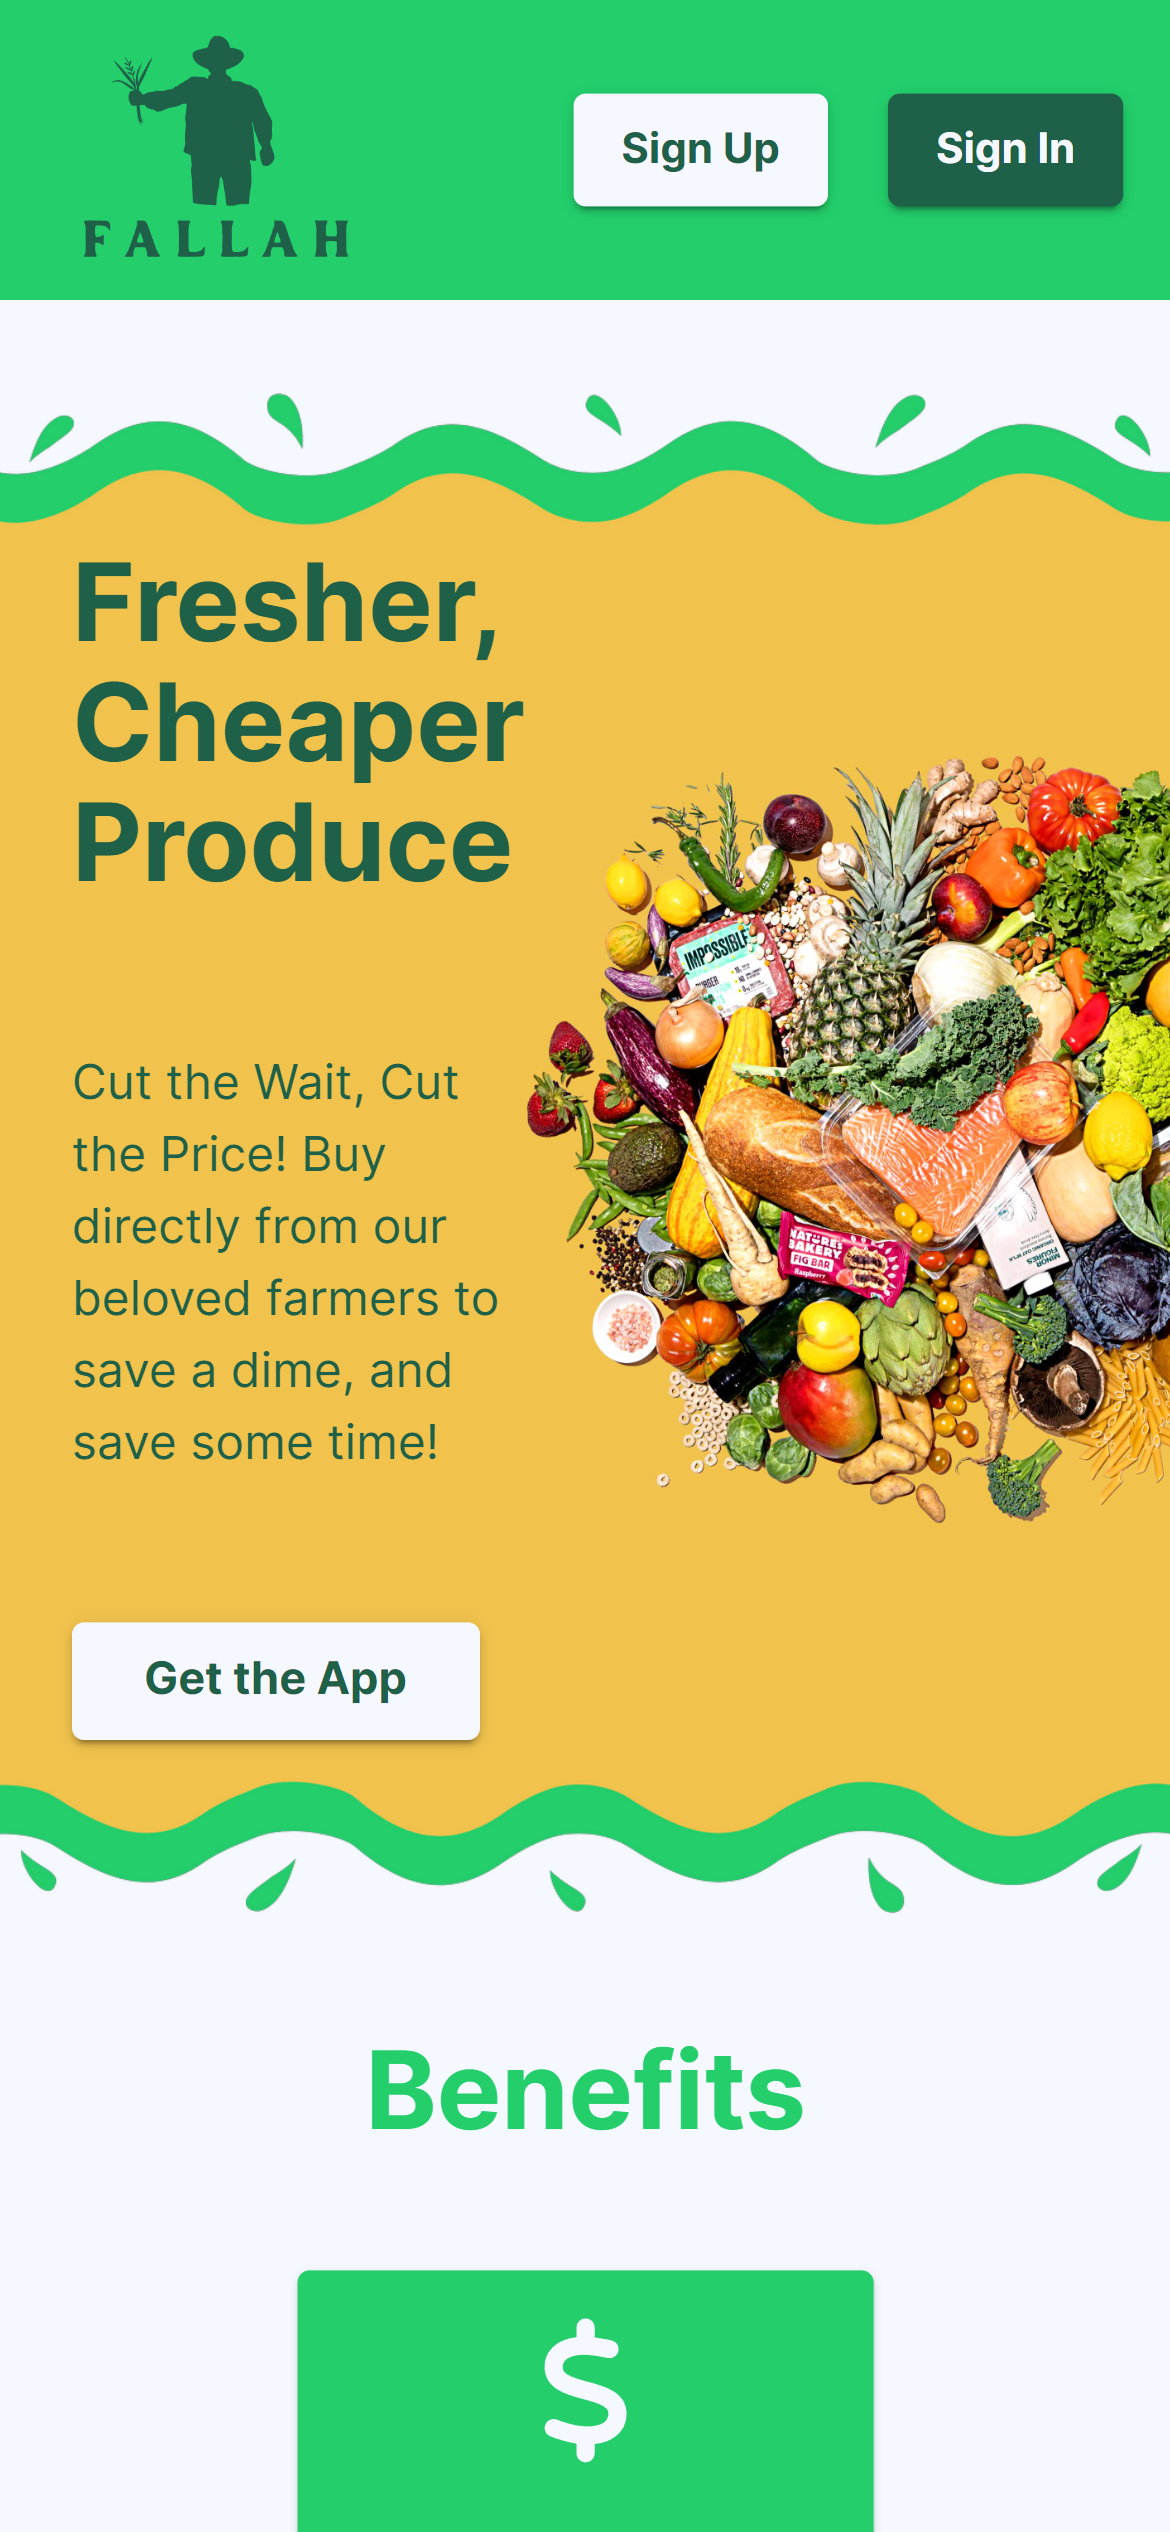 FALLAH
Sign Up
Sign In
Fresher,
Cheaper
Produce
IMPOSSIBLE
Cut the Wait, Cut
the Price! Buy
directly from our
beloved farmers to
save a dime, and
save some time!
NATURE'S
BAKERY
FIG BAR
Raspberry
MINOR
FIGURES
Get the App
Benefits
$